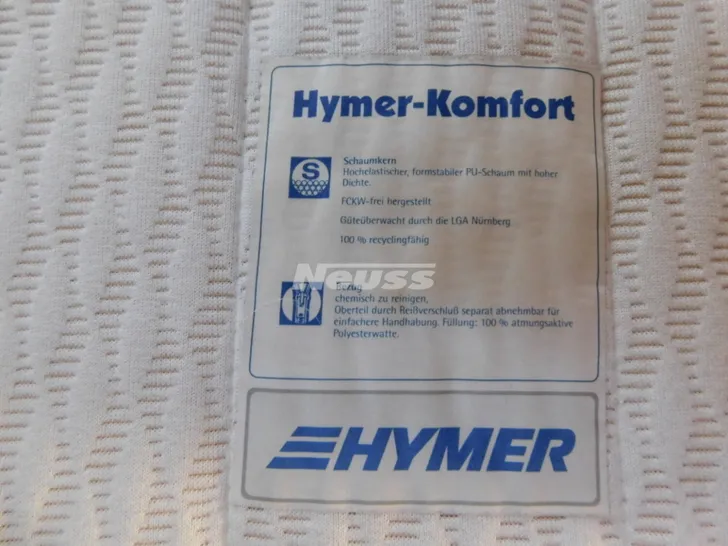 Hymer-Komfort
S
Schaumkern
Hochelastischer, formstabiler PU-Schaum mit hoher
Dichte.
FCKW-frei hergestellt
Güteüberwacht durch die LGA Nürnberg
100 % recyclingfähig
Neuss
Bezug
chemisch zu reinigen,
Oberteil durch Reißverschluß separat abnehmbar für
einfachere Handhabung. Füllung: 100 % atmungsaktive
Polyesterwatte.
HYMER